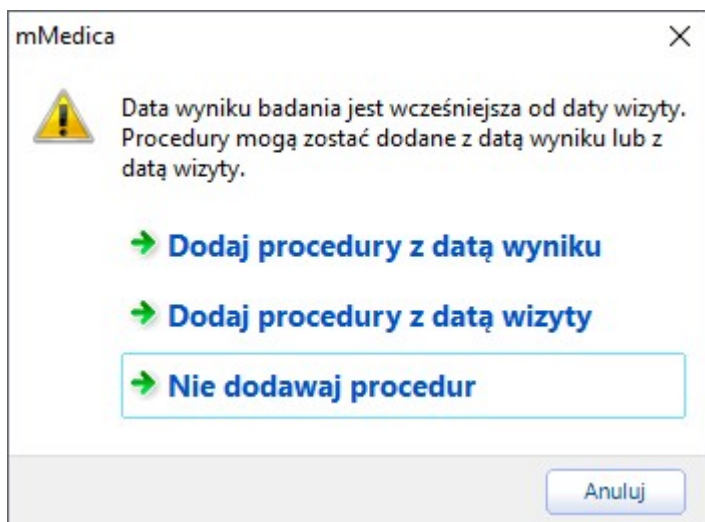 mMedica
Data wyniku badania jest wcześniejsza od daty wizyty.
Procedury mogą zostać dodane z datą wyniku lub z
datą wizyty.
Dodaj procedury z datą wyniku
Dodaj procedury z datą wizyty
Nie dodawaj procedur
Anuluj